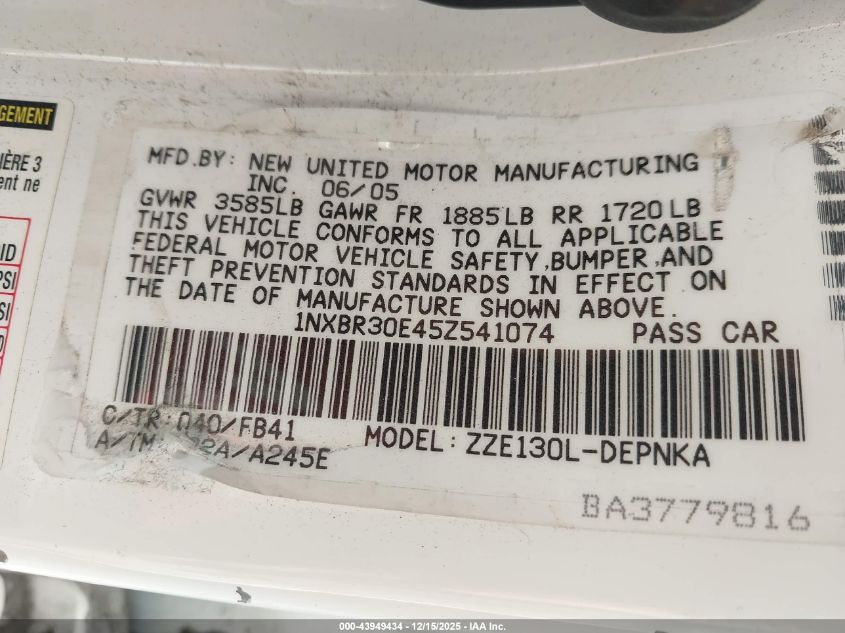 GEMENT
IÈRE 3
ent ne
ID
PSI
SI
MFD.BY: NEW UNITED MOTOR MANUFACTURING
INC. 06/05
GVWR 3585LB GAWR FR 1885LB RR 1720LB
THIS VEHICLE CONFORMS TO ALL APPLICABLE
FEDERAL MOTOR VEHICLE SAFETY,BUMPER,AND
THEFT PREVENTION STANDARDS IN EFFECT ON
THE DATE OF MANUFACTURE SHOWN ABOVE.
1NXBR30E45Z541074 PASS CAR
C/TR:040/FB41
A/TM: 2A/A245E
MODEL: ZZE130L-DEPNKA
BA3779816
000-43949434 - 12/15/2025 - IAA Inc.